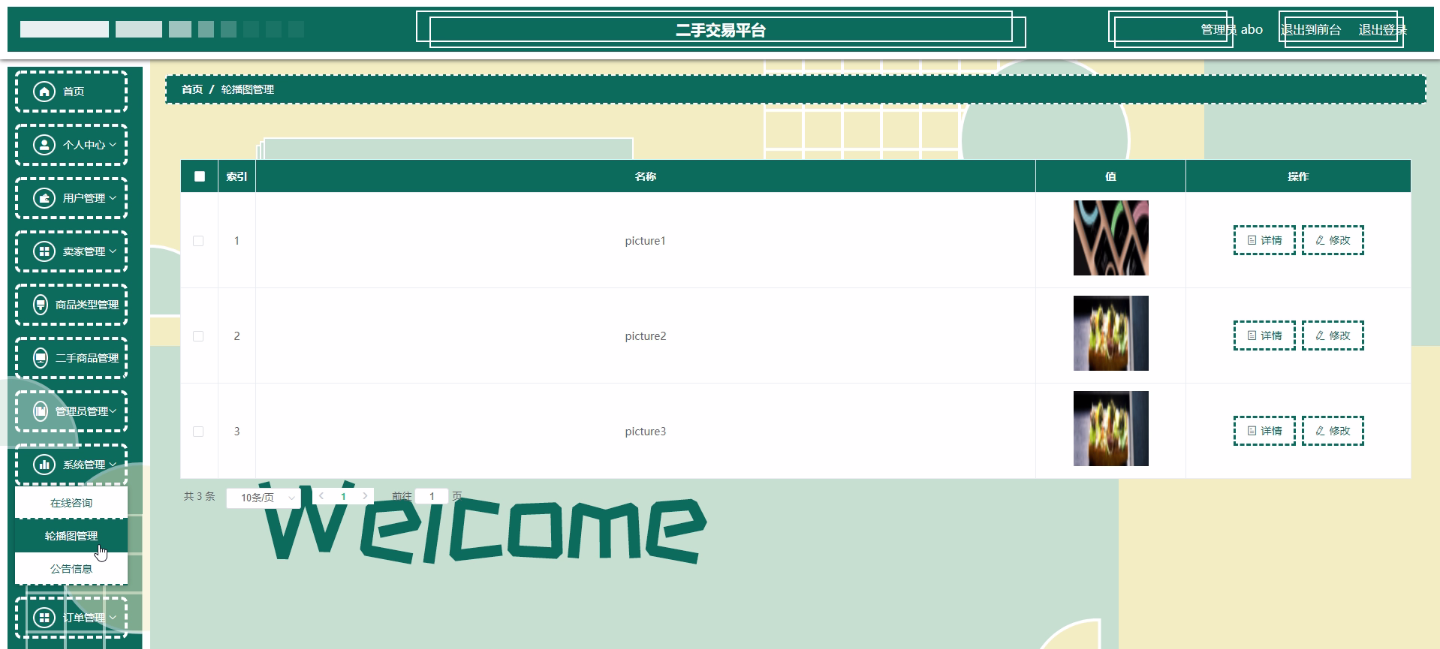 二手交易平台
管理员 abo 退出到前台 退出登录
首页
个人中心
用户管理
卖家管理
商品类型管理
二手商品管理
管理员管理
系统管理
在线咨询
轮播图管理
公告信息
订单管理
首页 / 轮播图管理
索引 名称 值 操作
1 picture1 详情 修改
2 picture2 详情 修改
3 picture3 详情 修改
共 3 条 10条/页 1 前往 1 页
Welcome